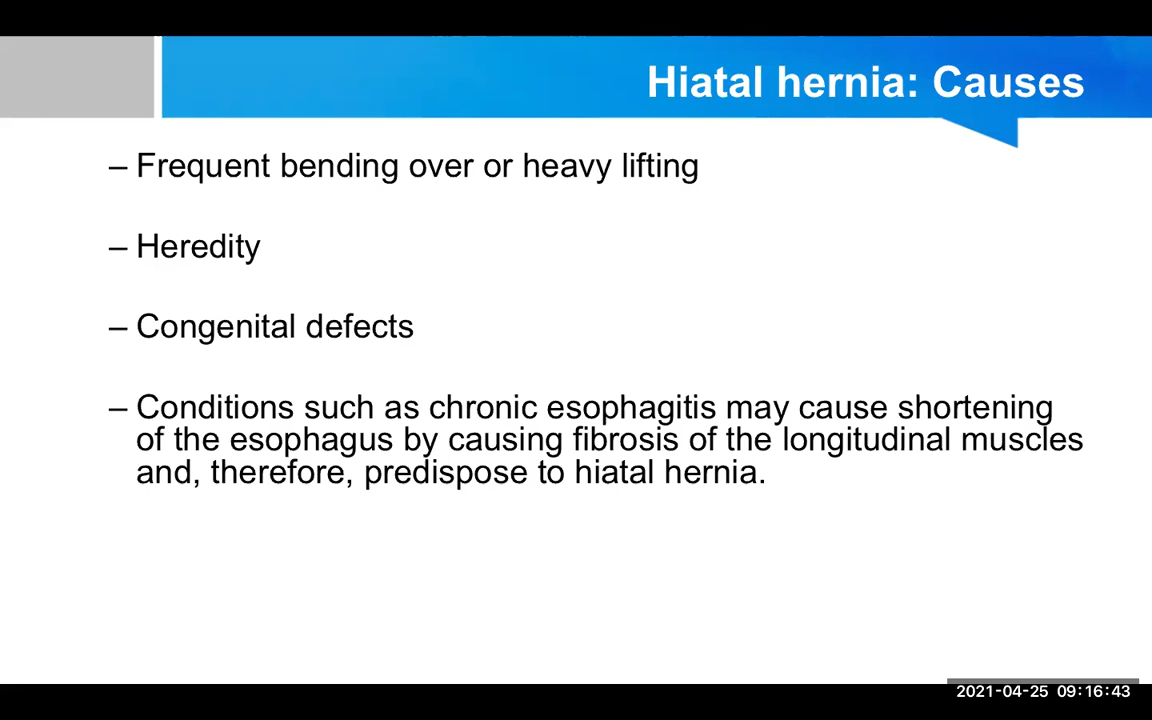 Hiatal hernia: Causes
– Frequent bending over or heavy lifting
– Heredity
– Congenital defects
– Conditions such as chronic esophagitis may cause shortening
of the esophagus by causing fibrosis of the longitudinal muscles
and, therefore, predispose to hiatal hernia.
2021-04-25 09:16:43